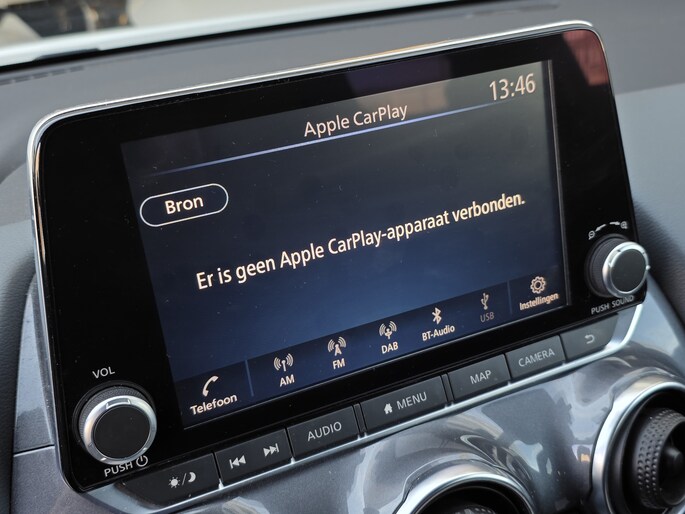 13:46
Apple CarPlay
Bron
Er is geen Apple CarPlay-apparaat verbonden.
Telefoon
AM
FM
DAB
BT-Audio
USB
Instellingen
VOL
PUSH
PUSH SOUND
AUDIO
MENU
MAP
CAMERA